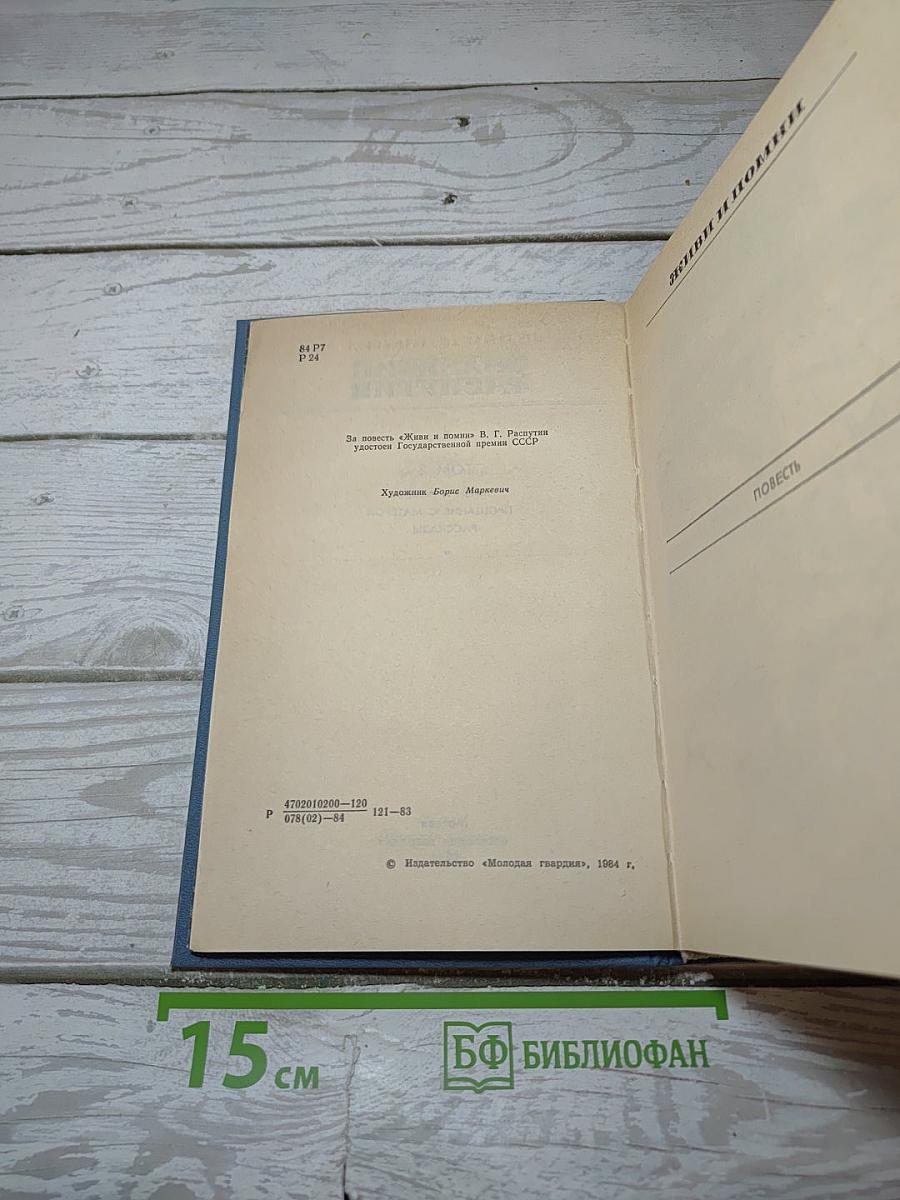 84 Р7
Р 24
За повесть «Живи и помни» В. Г. Распутин
удостоен Государственной премии СССР
Художник Борис Маркевич
Р 4702010200—120
078(02)—84 121—83
© Издательство «Молодая гвардия», 1984 г.
ЖИВИ И ПОМНИ
ПОВЕСТЬ
15 см
БФ БИБЛИОФАН